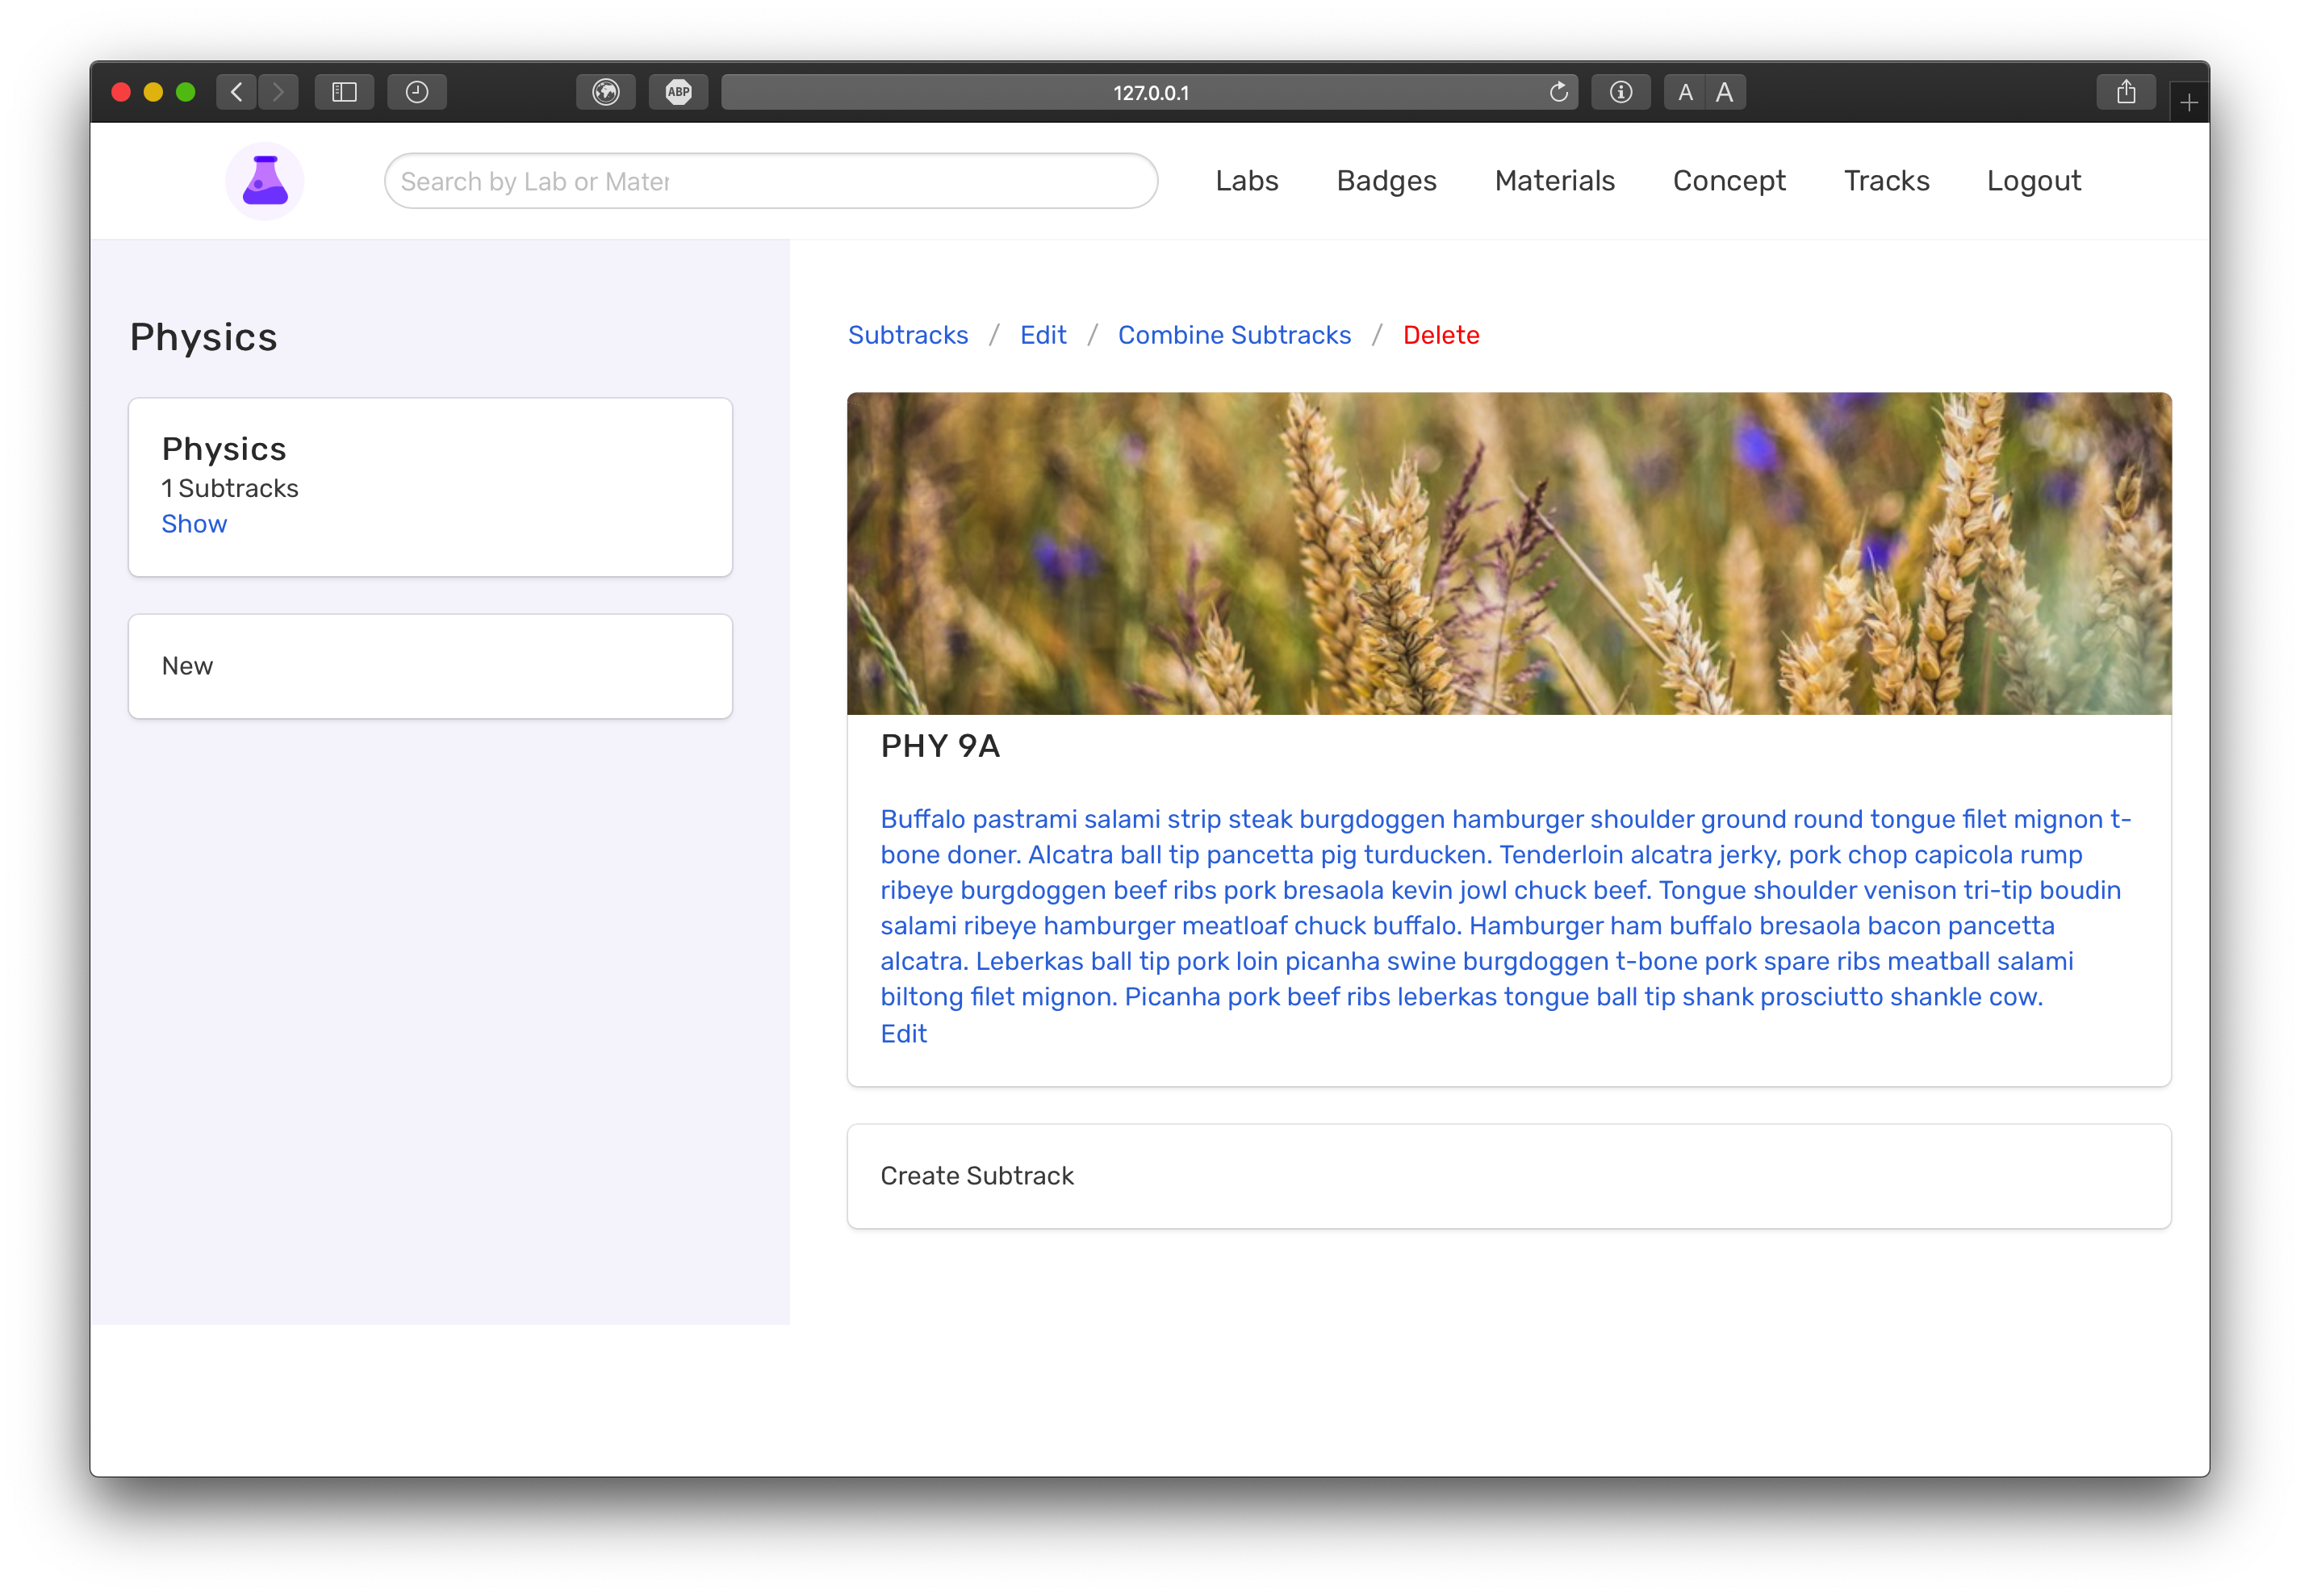 ABP
127.0.0.1
A A
Search by Lab or Mater
Labs Badges Materials Concept Tracks Logout
Physics
Physics
1 Subtracks
Show
New
Subtracks / Edit / Combine Subtracks / Delete
PHY 9A
Buffalo pastrami salami strip steak burgdoggen hamburger shoulder ground round tongue filet mignon t-
bone doner. Alcatra ball tip pancetta pig turducken. Tenderloin alcatra jerky, pork chop capicola rump
ribeye burgdoggen beef ribs pork bresaola kevin jowl chuck beef. Tongue shoulder venison tri-tip boudin
salami ribeye hamburger meatloaf chuck buffalo. Hamburger ham buffalo bresaola bacon pancetta
alcatra. Leberkas ball tip pork loin picanha swine burgdoggen t-bone pork spare ribs meatball salami
biltong filet mignon. Picanha pork beef ribs leberkas tongue ball tip shank prosciutto shankle cow.
Edit
Create Subtrack